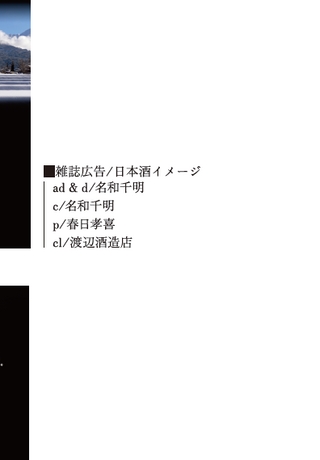 ■雑誌広告/日本酒イメージ
ad & d/名和千明
c/名和千明
p/春日孝喜
cl/渡辺酒造店